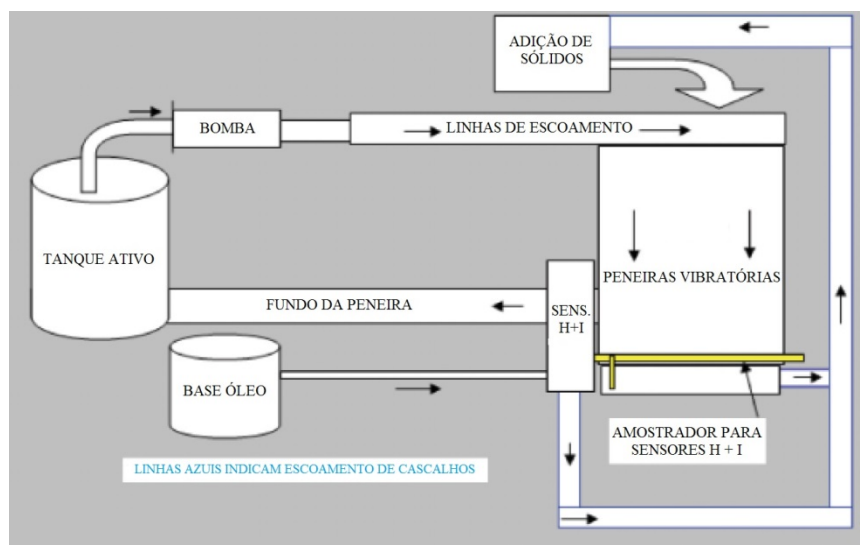 ADIÇÃO DE
SÓLIDOS
BOMBA
LINHAS DE ESCOAMENTO
TANQUE ATIVO
PENEIRAS VIBRATÓRIAS
FUNDO DA PENEIRA
SENS.
H+I
BASE ÓLEO
AMOSTRADOR PARA
SENSORES H + I
LINHAS AZUIS INDICAM ESCOAMENTO DE CASCALHOS